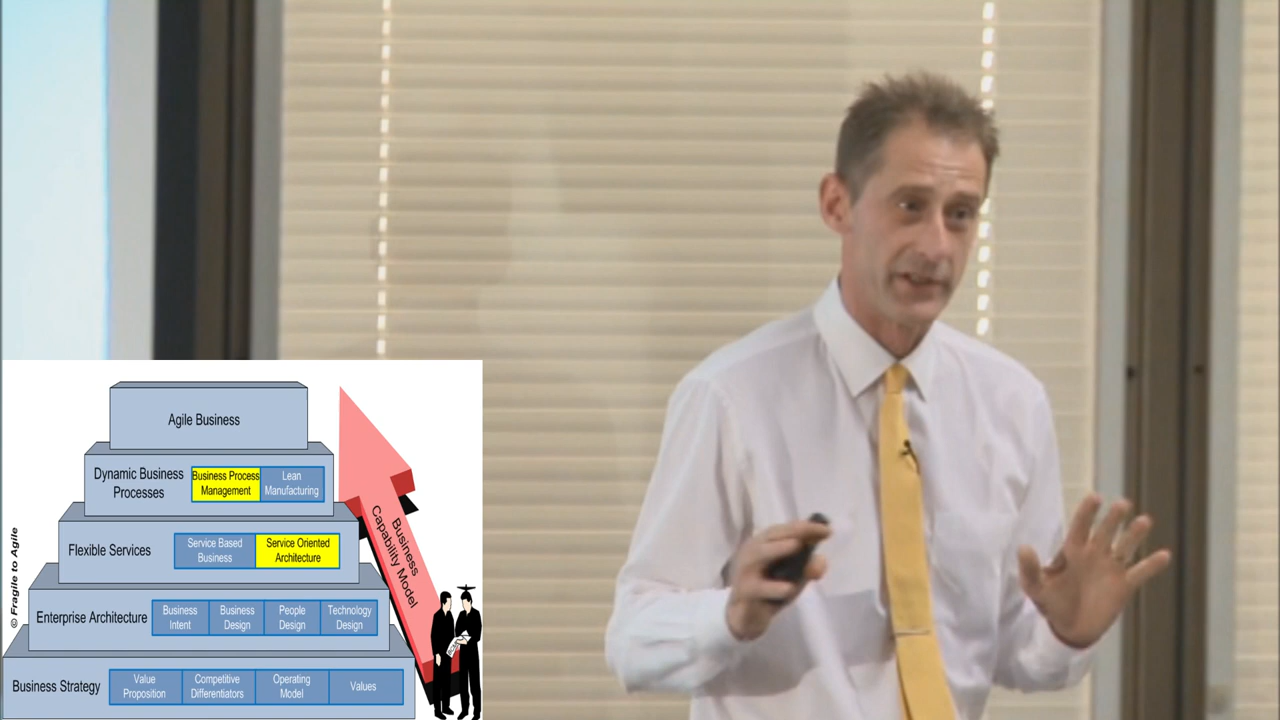 Agile Business
Dynamic Business
Processes
Business Process
Management
Lean
Manufacturing
Flexible Services
Service Based
Business
Service Oriented
Architecture
Enterprise Architecture
Business
Intent
Business
Design
People
Design
Technology
Design
Business Strategy
Value
Proposition
Competitive
Differentiators
Operating
Model
Values
Business
Capability Model
© Fragile to Agile